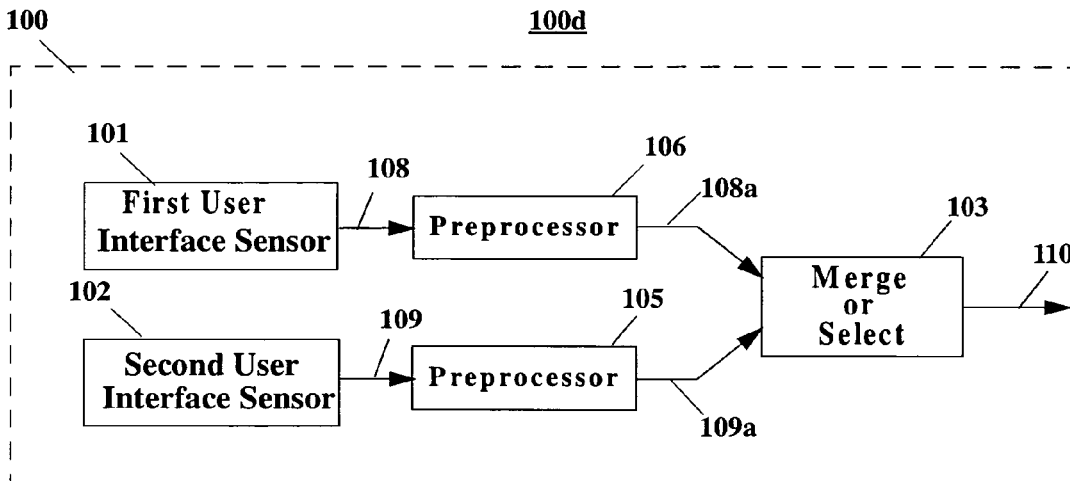 100
100d
101
108
106
108a
103
110
First User
Interface Sensor
Preprocessor
Merge
or
Select
102
109
105
109a
Second User
Interface Sensor
Preprocessor